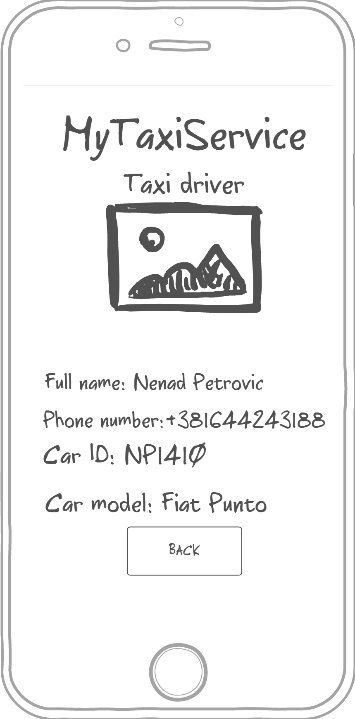 MyTaxiService
Taxi driver
Full name: Nenad Petrovic
Phone number:+381644243188
Car ID: NP1410
Car model: Fiat Punto
BACK